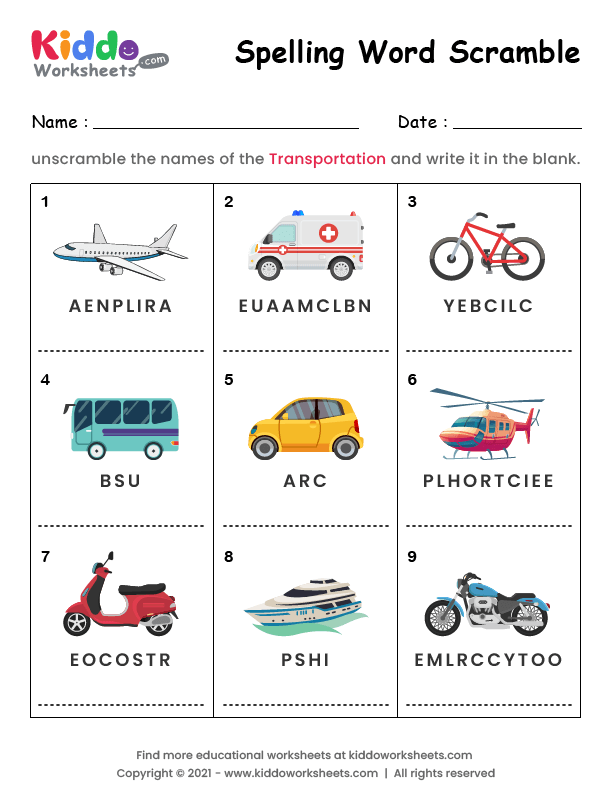 Kiddo
Worksheets.com
Spelling Word Scramble
Name :
Date :
unscramble the names of the Transportation and write it in the blank.
1
2
3
AENPLIRA
EUAAMCLBN
YEBCILC
4
5
6
BSU
ARC
PLHORTCIEE
7
8
9
EOCOSTR
PSHI
EMLRCCYTOO
Find more educational worksheets at kiddoworksheets.com
Copyright © 2021 - www.kiddoworksheets.com | All rights reserved